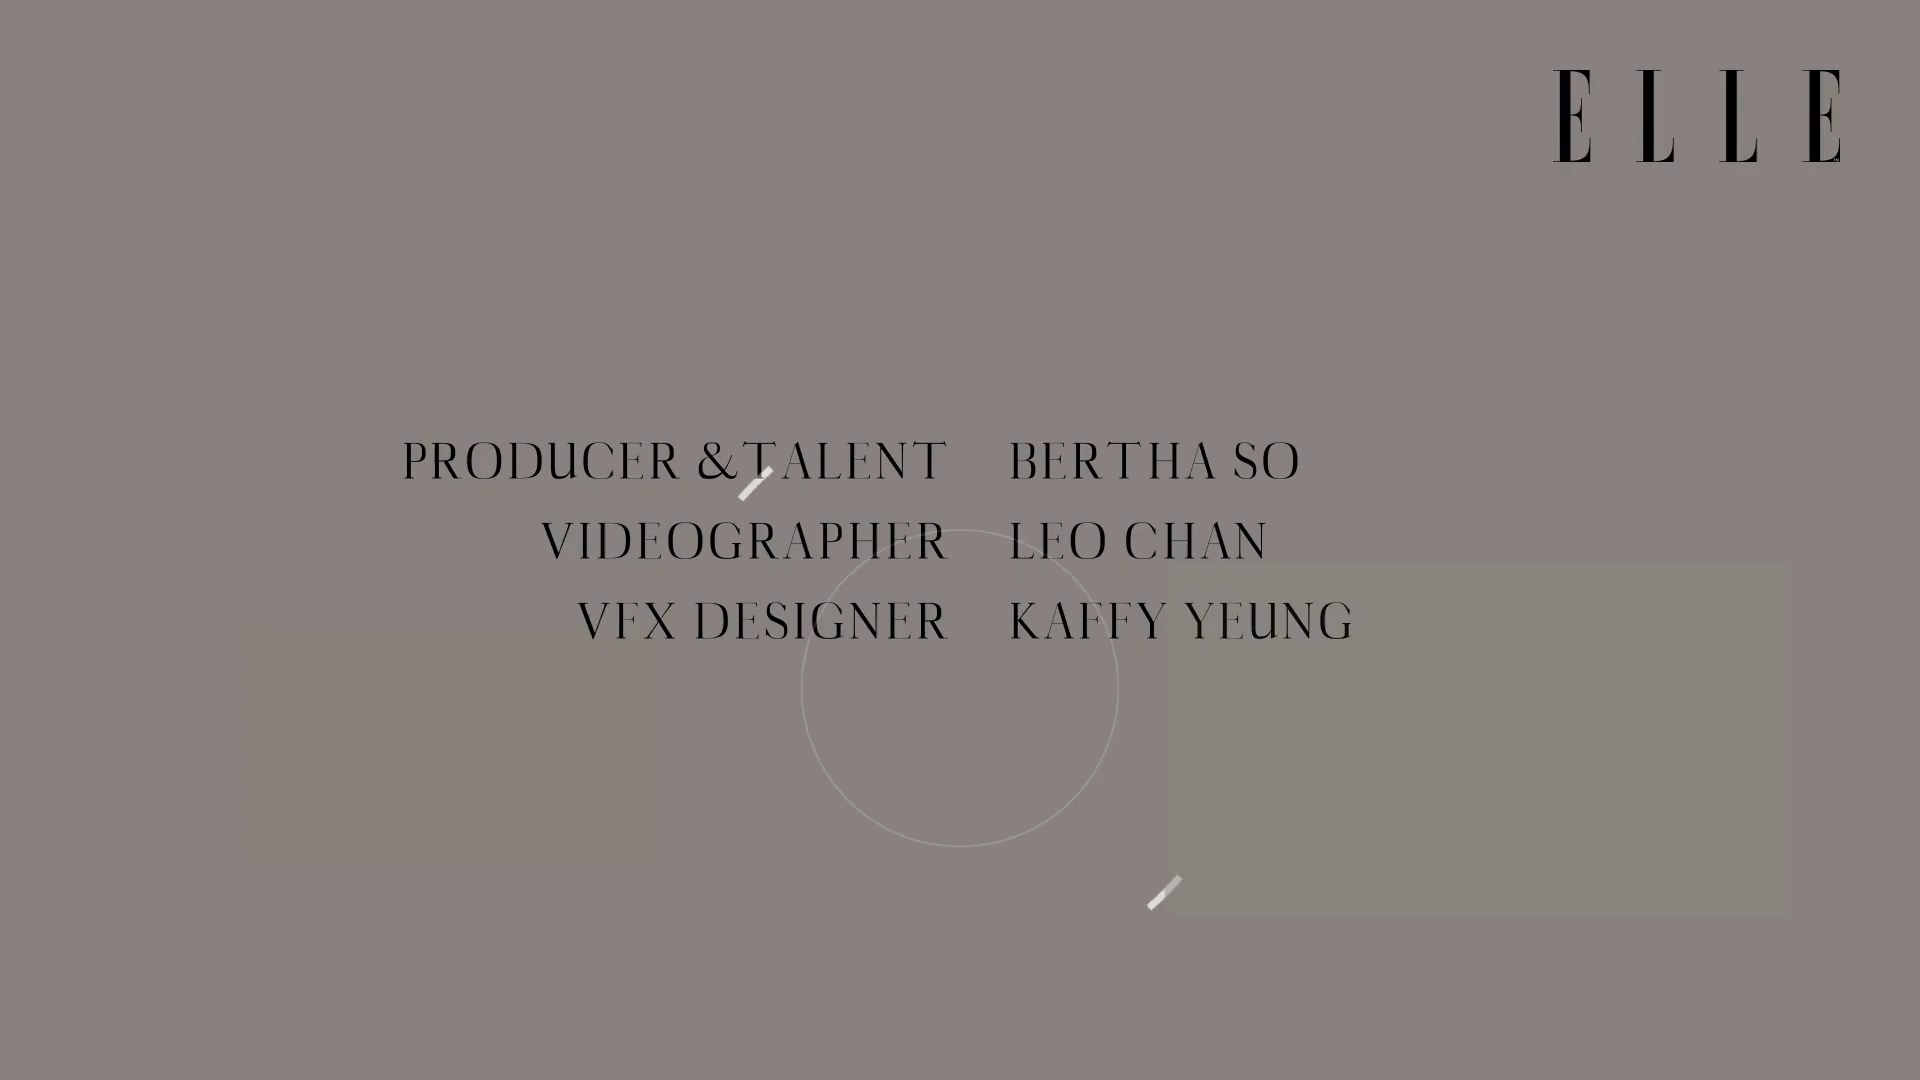 ELLE
PRODUCER & TALENT BERTHA SO
VIDEOGRAPHER LEO CHAN
VFX DESIGNER KAFFY YEUNG